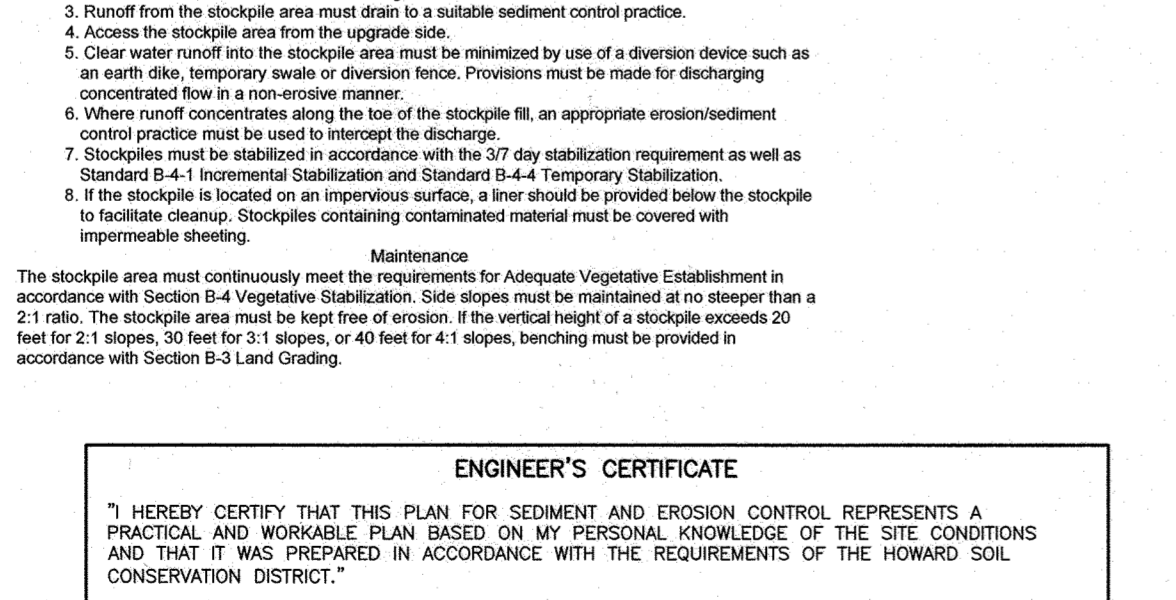 3. Runoff from the stockpile area must drain to a suitable sediment control practice.
4. Access the stockpile area from the upgrade side.
5. Clear water runoff into the stockpile area must be minimized by use of a diversion device such as
an earth dike, temporary swale or diversion fence. Provisions must be made for discharging
concentrated flow in a non-erosive manner.
6. Where runoff concentrates along the toe of the stockpile fill, an appropriate erosion/sediment
control practice must be used to intercept the discharge.
7. Stockpiles must be stabilized in accordance with the 3/7 day stabilization requirement as well as
Standard B-4-1 Incremental Stabilization and Standard B-4-4 Temporary Stabilization.
8. If the stockpile is located on an impervious surface, a liner should be provided below the stockpile
to facilitate cleanup. Stockpiles containing contaminated material must be covered with
impermeable sheeting.
Maintenance
The stockpile area must continuously meet the requirements for Adequate Vegetative Establishment in
accordance with Section B-4 Vegetative Stabilization. Side slopes must be maintained at no steeper than a
2:1 ratio. The stockpile area must be kept free of erosion. If the vertical height of a stockpile exceeds 20
feet for 2:1 slopes, 30 feet for 3:1 slopes, or 40 feet for 4:1 slopes, benching must be provided in
accordance with Section B-3 Land Grading.
ENGINEER'S CERTIFICATE
"I HEREBY CERTIFY THAT THIS PLAN FOR SEDIMENT AND EROSION CONTROL REPRESENTS A
PRACTICAL AND WORKABLE PLAN BASED ON MY PERSONAL KNOWLEDGE OF THE SITE CONDITIONS
AND THAT IT WAS PREPARED IN ACCORDANCE WITH THE REQUIREMENTS OF THE HOWARD SOIL
CONSERVATION DISTRICT."